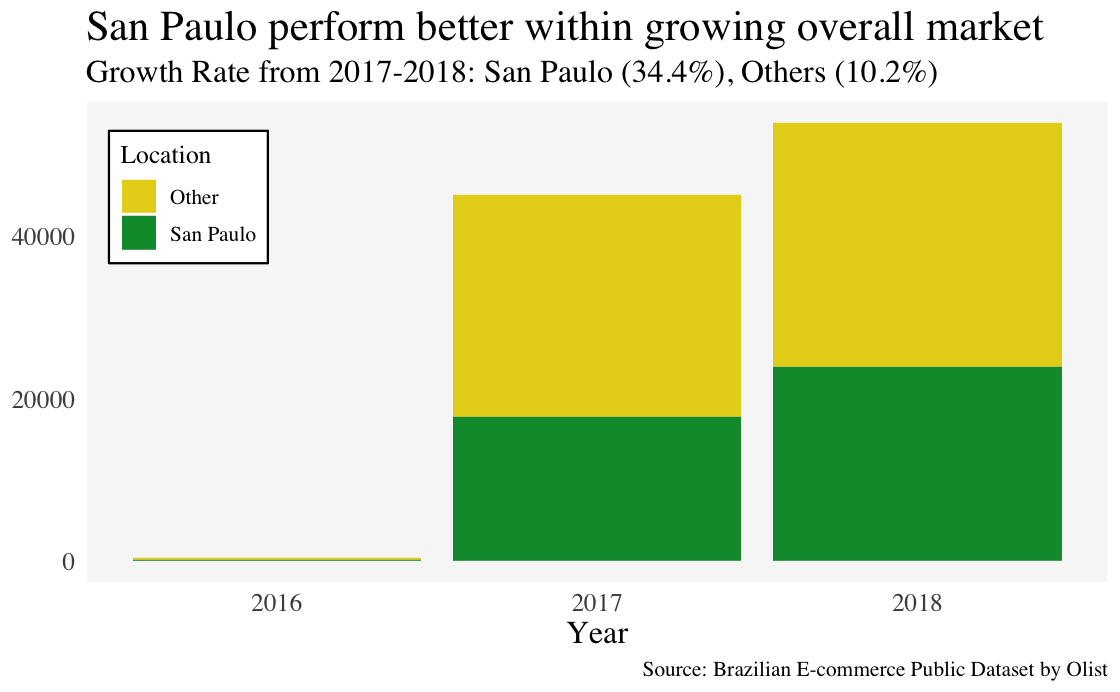 San Paulo perform better within growing overall market
Growth Rate from 2017-2018: San Paulo (34.4%), Others (10.2%)
Location
Other
San Paulo
40000
20000
0
2016 2017 2018
Year
Source: Brazilian E-commerce Public Dataset by Olist